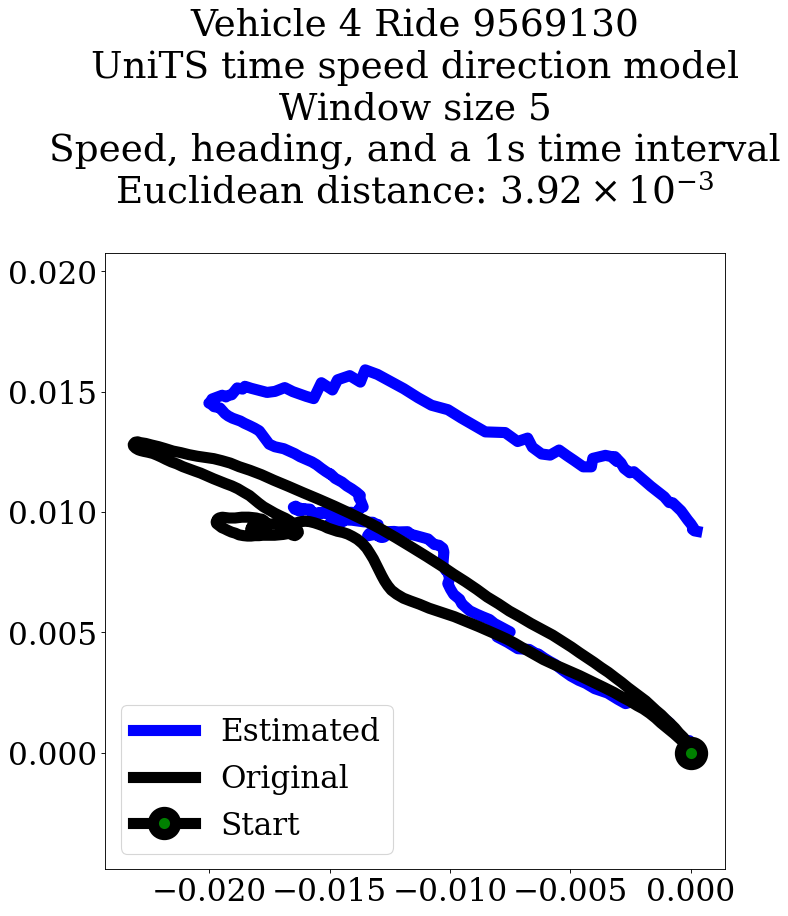 Vehicle 4 Ride 9569130
UniTS time speed direction model
Window size 5
Speed, heading, and a 1s time interval
Euclidean distance: 3.92 × 10⁻³
0.020
0.015
0.010
0.005
0.000
Estimated
Original
Start
−0.020 −0.015 −0.010 −0.005 0.000